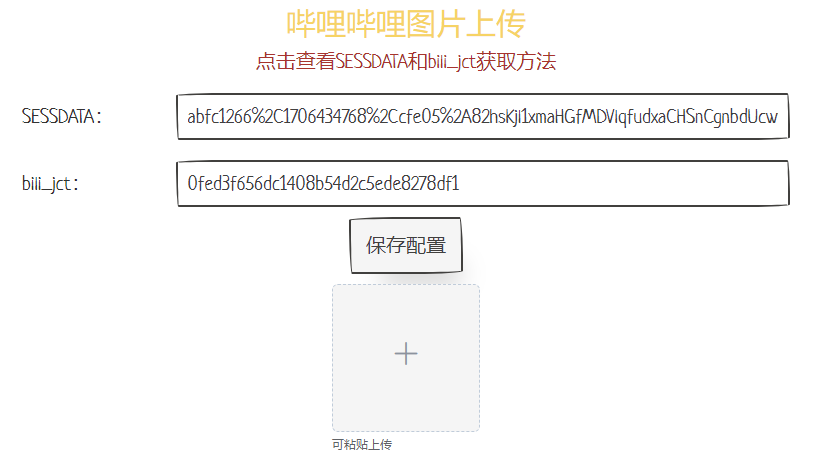 哔哩哔哩图片上传
点击查看SESSDATA和bili_jct获取方法
SESSDATA：
abfc1266%2C1706434768%2Ccfe05%2A82hsKji1xmaHGfMDViqfudxaCHSnCgnbdUcw
bili_jct：
0fed3f656dc1408b54d2c5ede8278df1
保存配置
可粘贴上传